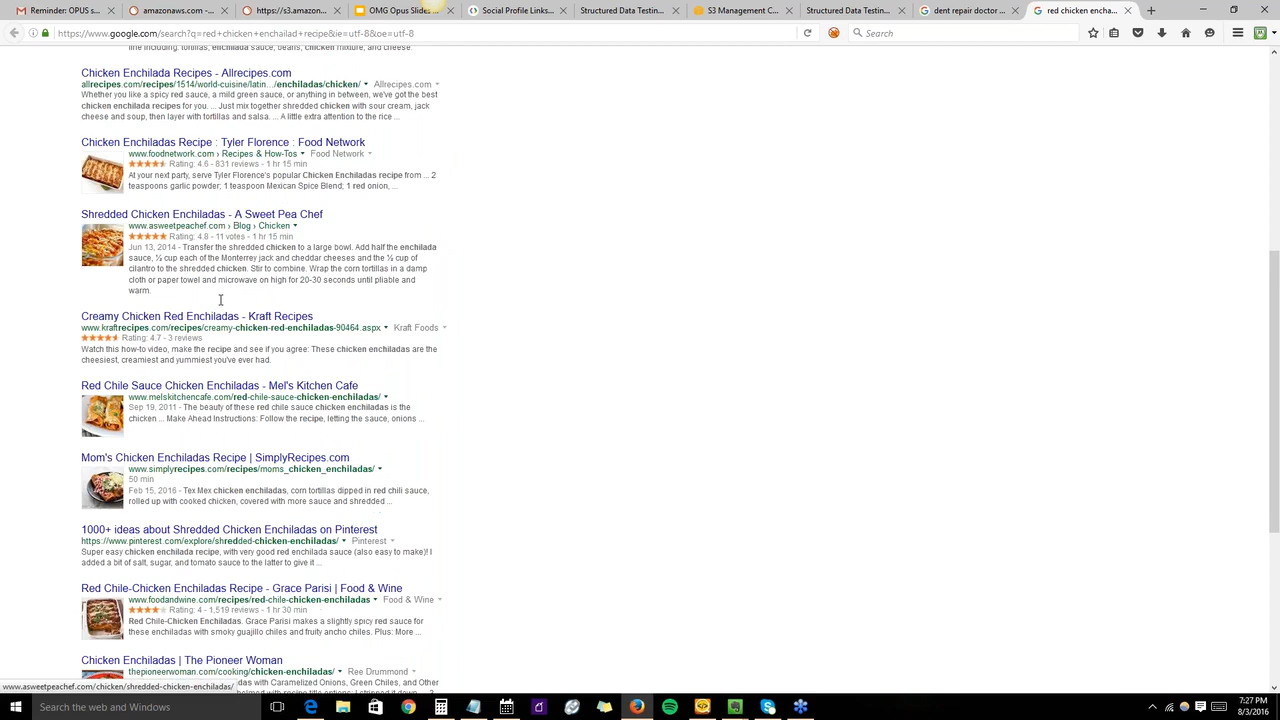 Reminder: OPUS ...
s3.amazon...
s3.amazon...
OMG Opus Slides...
Social Profile Links...
Structured Data Testin...
S3 Management C...
Structured Data Testin...
dent repair doctor ...
red chicken encha...
https://www.google.com/search?q=red+chicken+enchailad+recipe&ie=utf-8&oe=utf-8
Search
line including: tortillas, enchilada sauce, beans, chicken mixture, and cheese.
Chicken Enchilada Recipes - Allrecipes.com
allrecipes.com/recipes/1514/world-cuisine/latin.../enchiladas/chicken/ Allrecipes.com
Whether you like a spicy red sauce, a mild green sauce, or anything in between, we've got the best
chicken enchilada recipes for you. ... Just mix together shredded chicken with sour cream, jack
cheese and soup, then layer with tortillas and salsa. ... A little extra attention to the rice ...
Chicken Enchiladas Recipe : Tyler Florence : Food Network
www.foodnetwork.com › Recipes & How-Tos Food Network
Rating: 4.6 - 831 reviews - 1 hr 15 min
At your next party, serve Tyler Florence's popular Chicken Enchiladas recipe from ... 2
teaspoons garlic powder; 1 teaspoon Mexican Spice Blend; 1 red onion, ...
Shredded Chicken Enchiladas - A Sweet Pea Chef
www.asweetpeachef.com › Blog › Chicken
Rating: 4.8 - 11 votes - 1 hr 15 min
Jun 13, 2014 - Transfer the shredded chicken to a large bowl. Add half the enchilada
sauce, ½ cup each of the Monterrey jack and cheddar cheeses and the ½ cup of
cilantro to the shredded chicken. Stir to combine. Wrap the corn tortillas in a damp
cloth or paper towel and microwave on high for 20-30 seconds until pliable and
warm.
Creamy Chicken Red Enchiladas - Kraft Recipes
www.kraftrecipes.com/recipes/creamy-chicken-red-enchiladas-90464.aspx Kraft Foods
Rating: 4.7 - 3 reviews
Watch this how-to video, make the recipe and see if you agree: These chicken enchiladas are the
cheesiest, creamiest and yummiest you've ever had.
Red Chile Sauce Chicken Enchiladas - Mel's Kitchen Cafe
www.melskitchencafe.com/red-chile-sauce-chicken-enchiladas/
Sep 19, 2011 - The beauty of these red chile sauce chicken enchiladas is the
chicken ... Make Ahead Instructions: Follow the recipe, letting the sauce, onions ...
Mom's Chicken Enchiladas Recipe | SimplyRecipes.com
www.simplyrecipes.com/recipes/moms_chicken_enchiladas/
50 min
Feb 15, 2016 - Tex Mex chicken enchiladas, corn tortillas dipped in red chili sauce,
rolled up with cooked chicken, covered with more sauce and shredded ...
1000+ ideas about Shredded Chicken Enchiladas on Pinterest
https://www.pinterest.com/explore/shredded-chicken-enchiladas/ Pinterest
Super easy chicken enchilada recipe, with very good red enchilada sauce (also easy to make)! I
added a bit of salt, sugar, and tomato sauce to the latter to give it ...
Red Chile-Chicken Enchiladas Recipe - Grace Parisi | Food & Wine
www.foodandwine.com/recipes/red-chile-chicken-enchiladas Food & Wine
Rating: 4 - 1,519 reviews - 1 hr 30 min
Red Chile-Chicken Enchiladas. Grace Parisi makes a slightly spicy red sauce for
these enchiladas with smoky guajillo chiles and fruity ancho chiles. Plus: More ...
Chicken Enchiladas | The Pioneer Woman
thepioneerwoman.com/cooking/chicken-enchiladas/ Ree Drummond
das with Caramelized Onions, Green Chiles, and Other
www.asweetpeachef.com/chicken/shredded-chicken-enchiladas/
Search the web and Windows
7:27 PM
8/3/2016